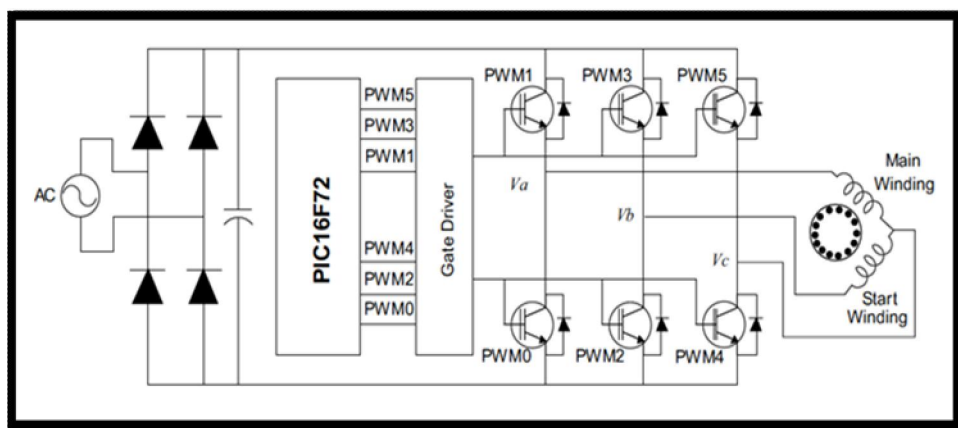 PWM1
PWM3
PWM5
PWM5
PWM3
PWM1
AC
PIC16F72
Gate Driver
Va
Vb
Vc
Main
Winding
PWM4
PWM2
PWM0
Start
Winding
PWM0
PWM2
PWM4